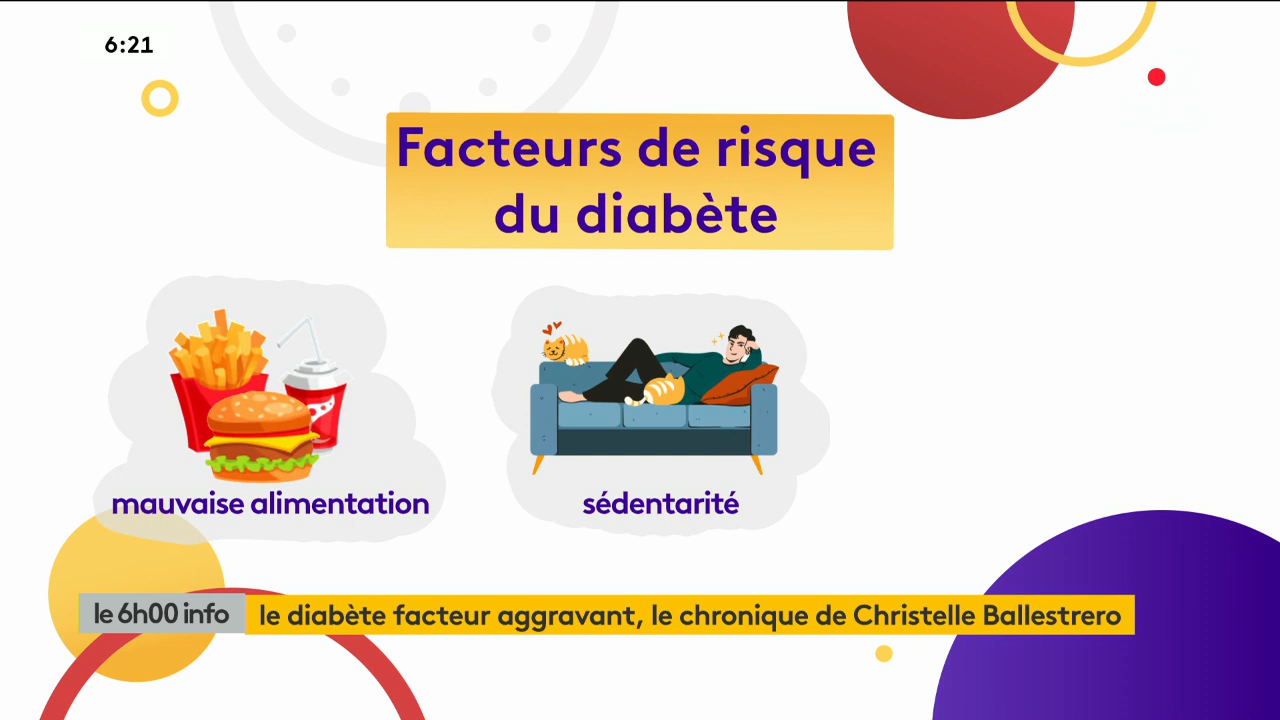 6:21
Facteurs de risque
du diabète
mauvaise alimentation
sédentarité
le 6h00 info
le diabète facteur aggravant, le chronique de Christelle Ballestrero